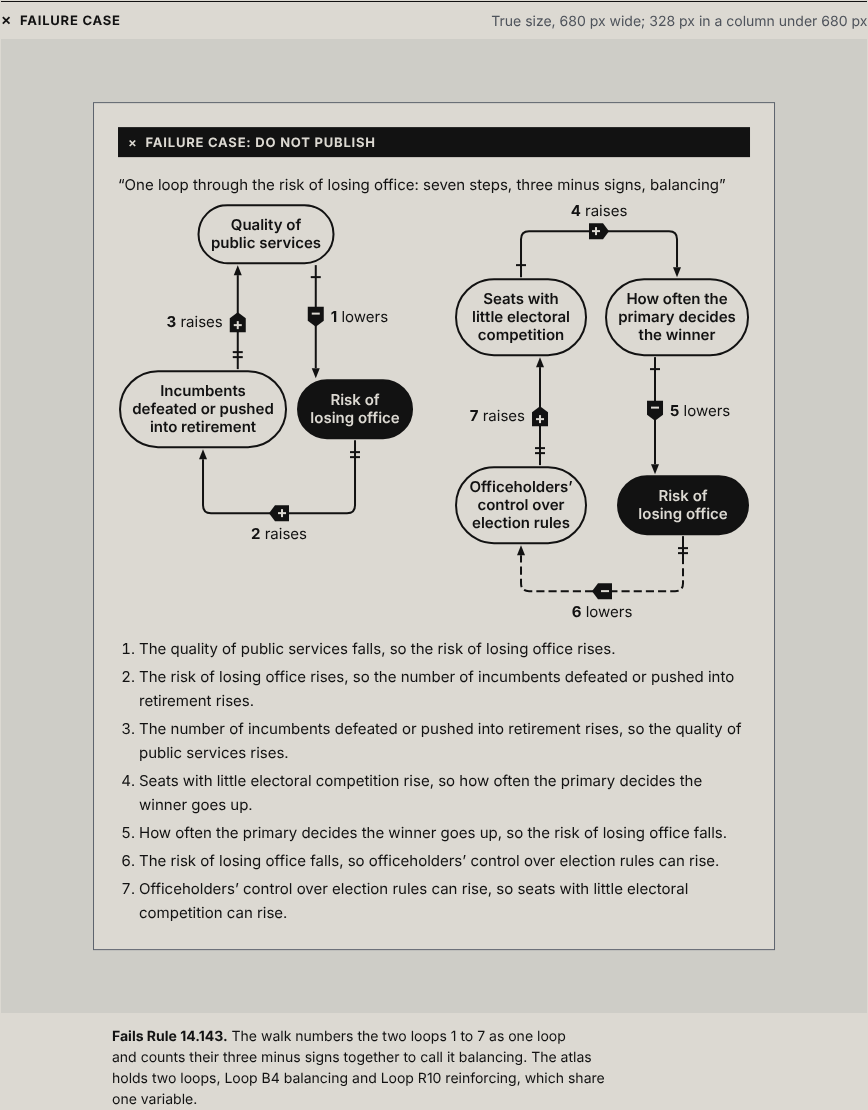 × FAILURE CASE
True size, 680 px wide; 328 px in a column under 680 px
× FAILURE CASE: DO NOT PUBLISH
“One loop through the risk of losing office: seven steps, three minus signs, balancing”
Quality of
public services
3 raises
+
−
1 lowers
Incumbents
defeated or pushed
into retirement
Risk of
losing office
+
2 raises
4 raises
+
Seats with
little electoral
competition
How often the
primary decides
the winner
7 raises
+
−
5 lowers
Officeholders’
control over
election rules
Risk of
losing office
−
6 lowers
1. The quality of public services falls, so the risk of losing office rises.
2. The risk of losing office rises, so the number of incumbents defeated or pushed into
retirement rises.
3. The number of incumbents defeated or pushed into retirement rises, so the quality of
public services rises.
4. Seats with little electoral competition rise, so how often the primary decides the
winner goes up.
5. How often the primary decides the winner goes up, so the risk of losing office falls.
6. The risk of losing office falls, so officeholders’ control over election rules can rise.
7. Officeholders’ control over election rules can rise, so seats with little electoral
competition can rise.
Fails Rule 14.143. The walk numbers the two loops 1 to 7 as one loop
and counts their three minus signs together to call it balancing. The atlas
holds two loops, Loop B4 balancing and Loop R10 reinforcing, which share
one variable.